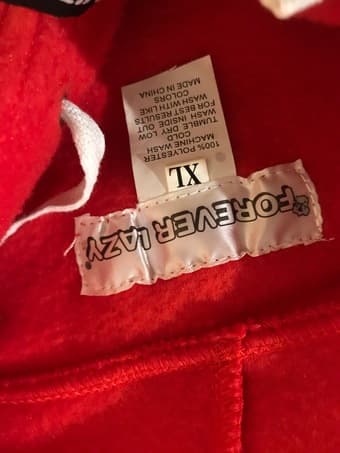 FOREVER LAZY®
XL
100% POLYESTER
MACHINE WASH
COLD
TUMBLE DRY LOW
WASH INSIDE OUT
FOR BEST RESULTS
WASH WITH LIKE
COLORS
MADE IN CHINA